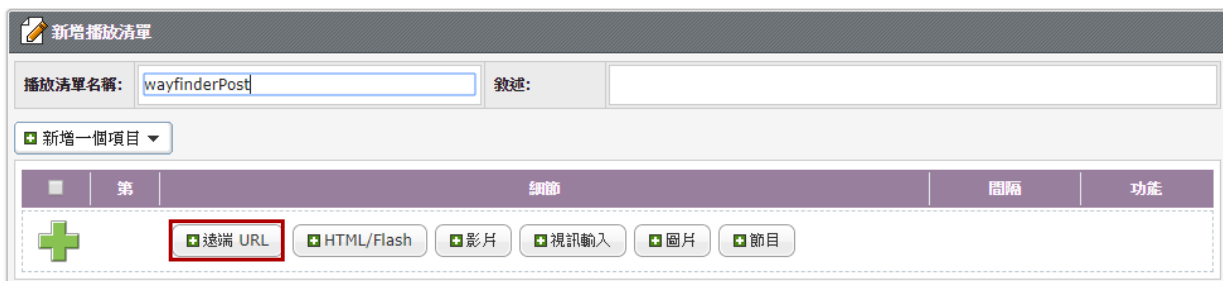 新增播放清單
播放清單名稱: wayfinderPost 敘述:
新增一個項目
第 細節 間隔 功能
遠端 URL HTML/Flash 影片 視訊輸入 圖片 節目